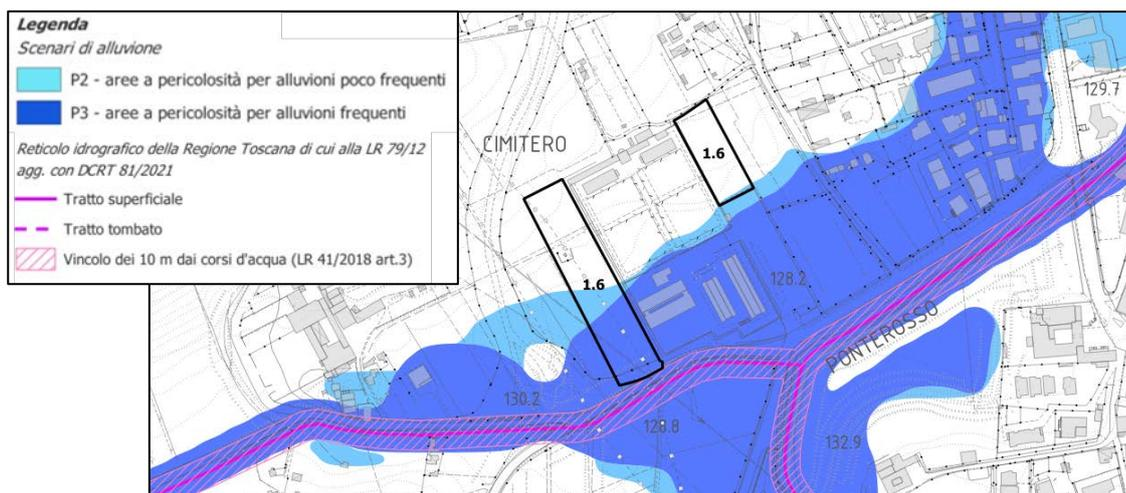 Legenda
Scenari di alluvione
P2 - aree a pericolosità per alluvioni poco frequenti
P3 - aree a pericolosità per alluvioni frequenti
Reticolo idrografico della Regione Toscana di cui alla LR 79/12
agg. con DCRT 81/2021
Tratto superficiale
Tratto tombato
Vincolo dei 10 m dai corsi d'acqua (LR 41/2018 art.3)
129.7
CIMITERO
1.6
1.6
128.2
PONTEROSSO
130.2
128.8
132.9